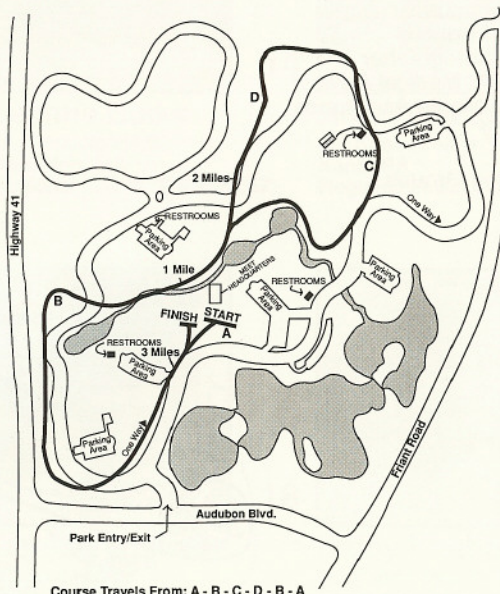 D
Parking
Area
RESTROOMS
C
2 Miles
One Way
RESTROOMS
Parking
Area
Highway 41
MEET
HEADQUARTERS
1 Mile
Parking
Area
RESTROOMS
Parking
Area
B
FINISH
START
A
RESTROOMS
3 Miles
Parking
Area
One Way
Parking
Area
Friant Road
Audubon Blvd.
Park Entry/Exit
Course Travels From: A - B - C - D - B - A